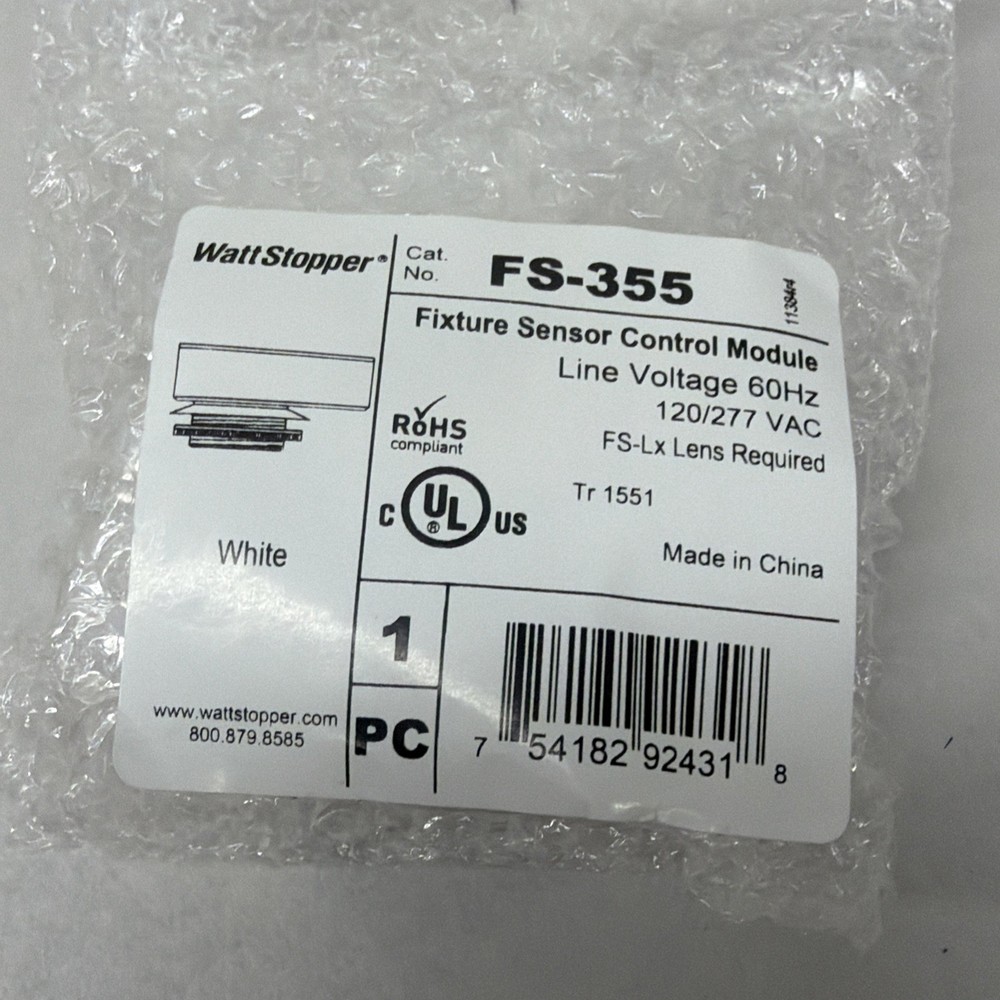 WattStopper®
Cat.
No.
FS-355
11384r4
Fixture Sensor Control Module
Line Voltage 60Hz
120/277 VAC
FS-Lx Lens Required
RoHS
compliant
Tr 1551
C UL ® US
Made in China
White
1
PC
www.wattstopper.com
800.879.8585
7 54182 92431 8